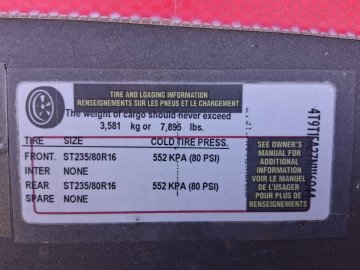 TIRE AND LOADING INFORMATION
RENSEIGNEMENTS SUR LES PNEUS ET LE CHARGEMENT
The weight of cargo should never exceed
3,581 kg or 7,895 lbs.
TIRE SIZE COLD TIRE PRESS.
FRONT. ST235/80R16 552 KPA (80 PSI)
INTER NONE
REAR ST235/80R16 552 KPA (80 PSI)
SPARE NONE
SEE OWNER'S
MANUAL FOR
ADDITIONAL
INFORMATION
VOIR LE MANUEL
DE L'USAGER
POUR PLUS DE
RENSEIGNEMENTS